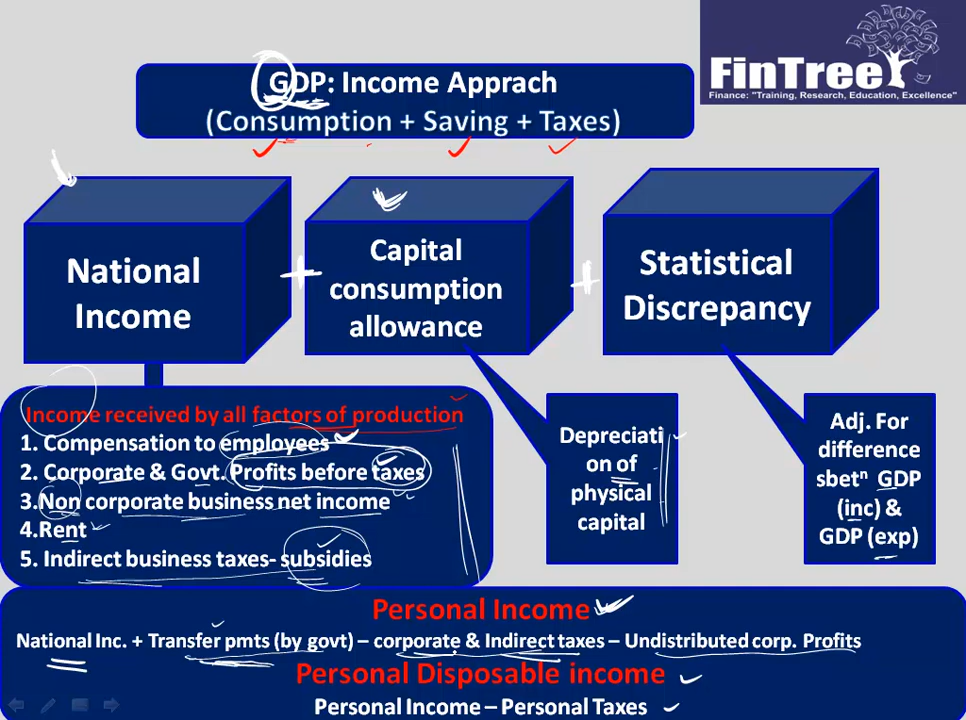 FinTree
Finance: "Training, Research, Education, Excellence"
GDP: Income Apprach
(Consumption + Saving + Taxes)
National
Income
+
Capital
consumption
allowance
+
Statistical
Discrepancy
Income received by all factors of production
1. Compensation to employees
2. Corporate & Govt. Profits before taxes
3.Non corporate business net income
4.Rent
5. Indirect business taxes- subsidies
Depreciati
on of
physical
capital
Adj. For
difference
sbetⁿ GDP
(inc) &
GDP (exp)
Personal Income
National Inc. + Transfer pmts (by govt) – corporate & Indirect taxes – Undistributed corp. Profits
Personal Disposable income
Personal Income – Personal Taxes